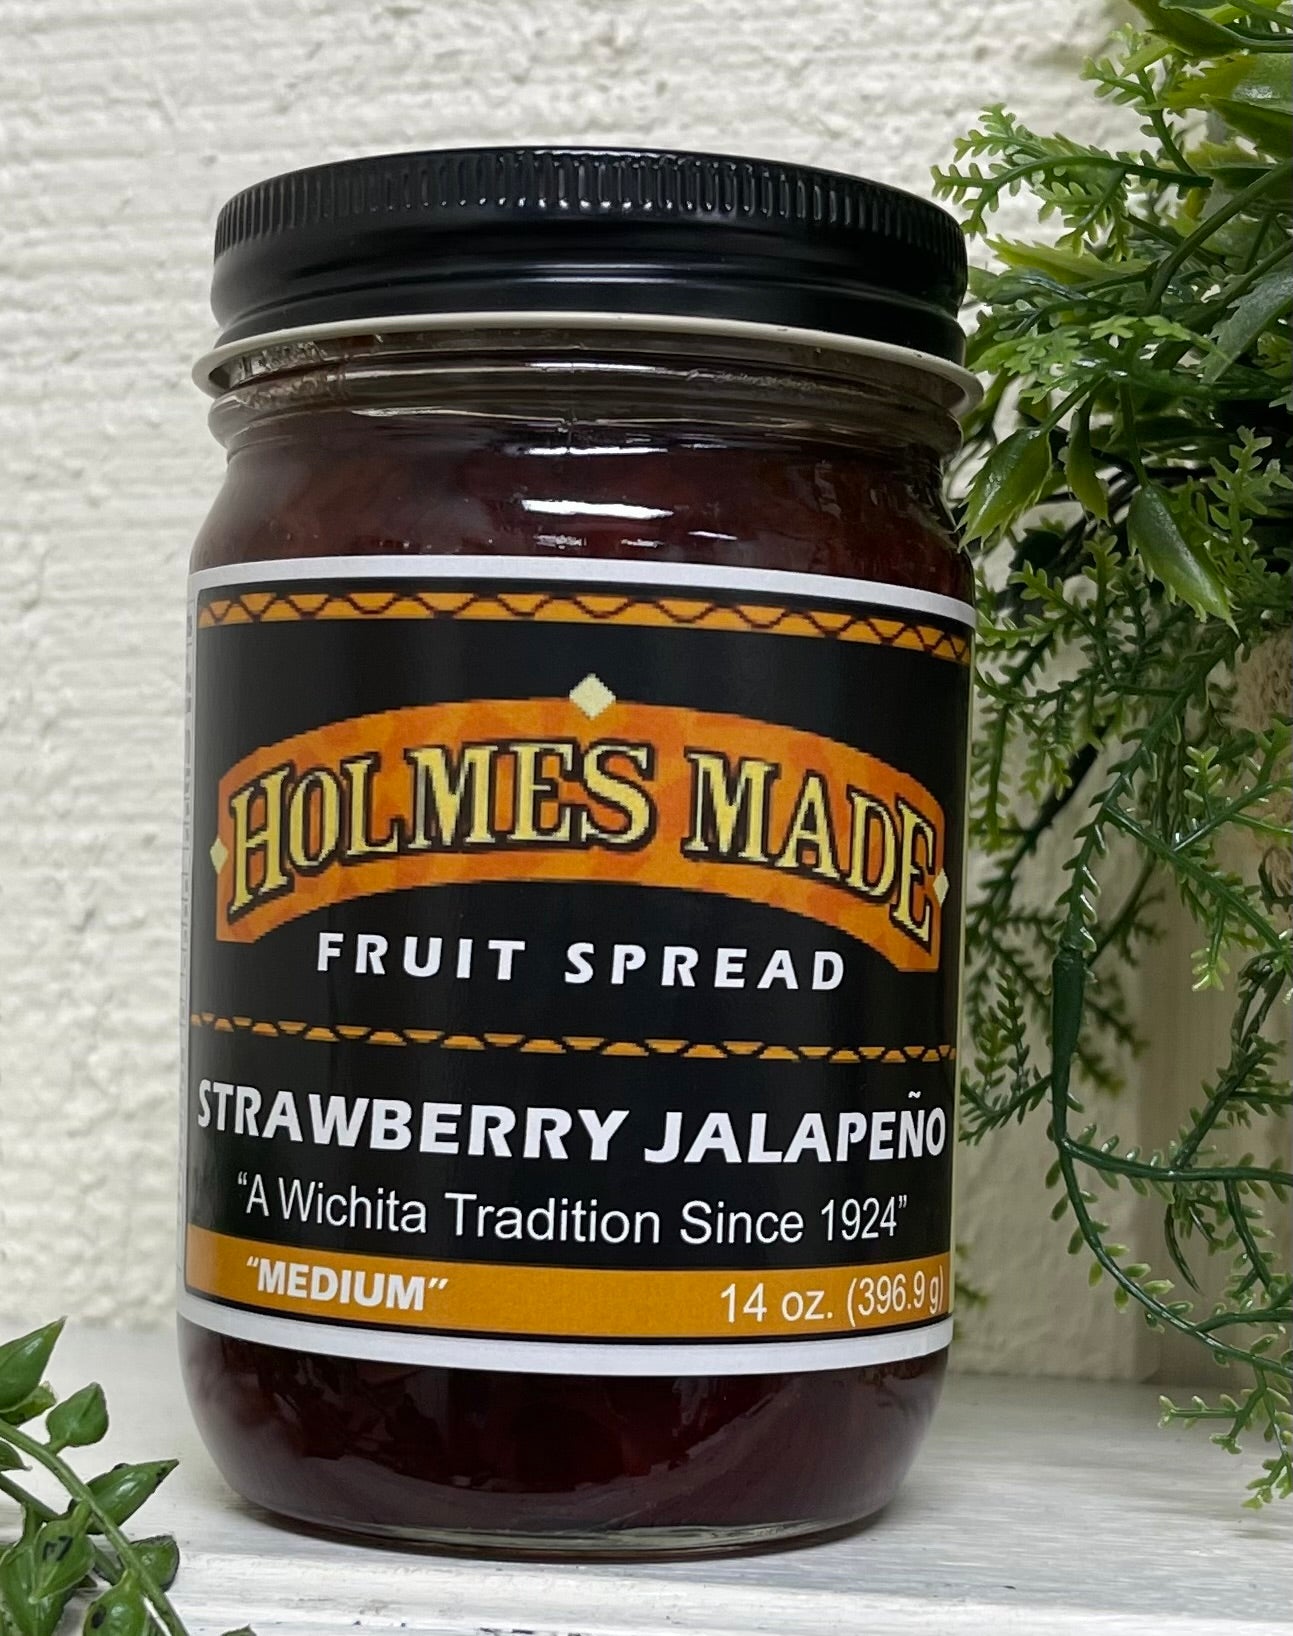 HOLMES MADE
FRUIT SPREAD
STRAWBERRY JALAPEÑO
“A Wichita Tradition Since 1924”
“MEDIUM” 14 oz. (396.9 g)